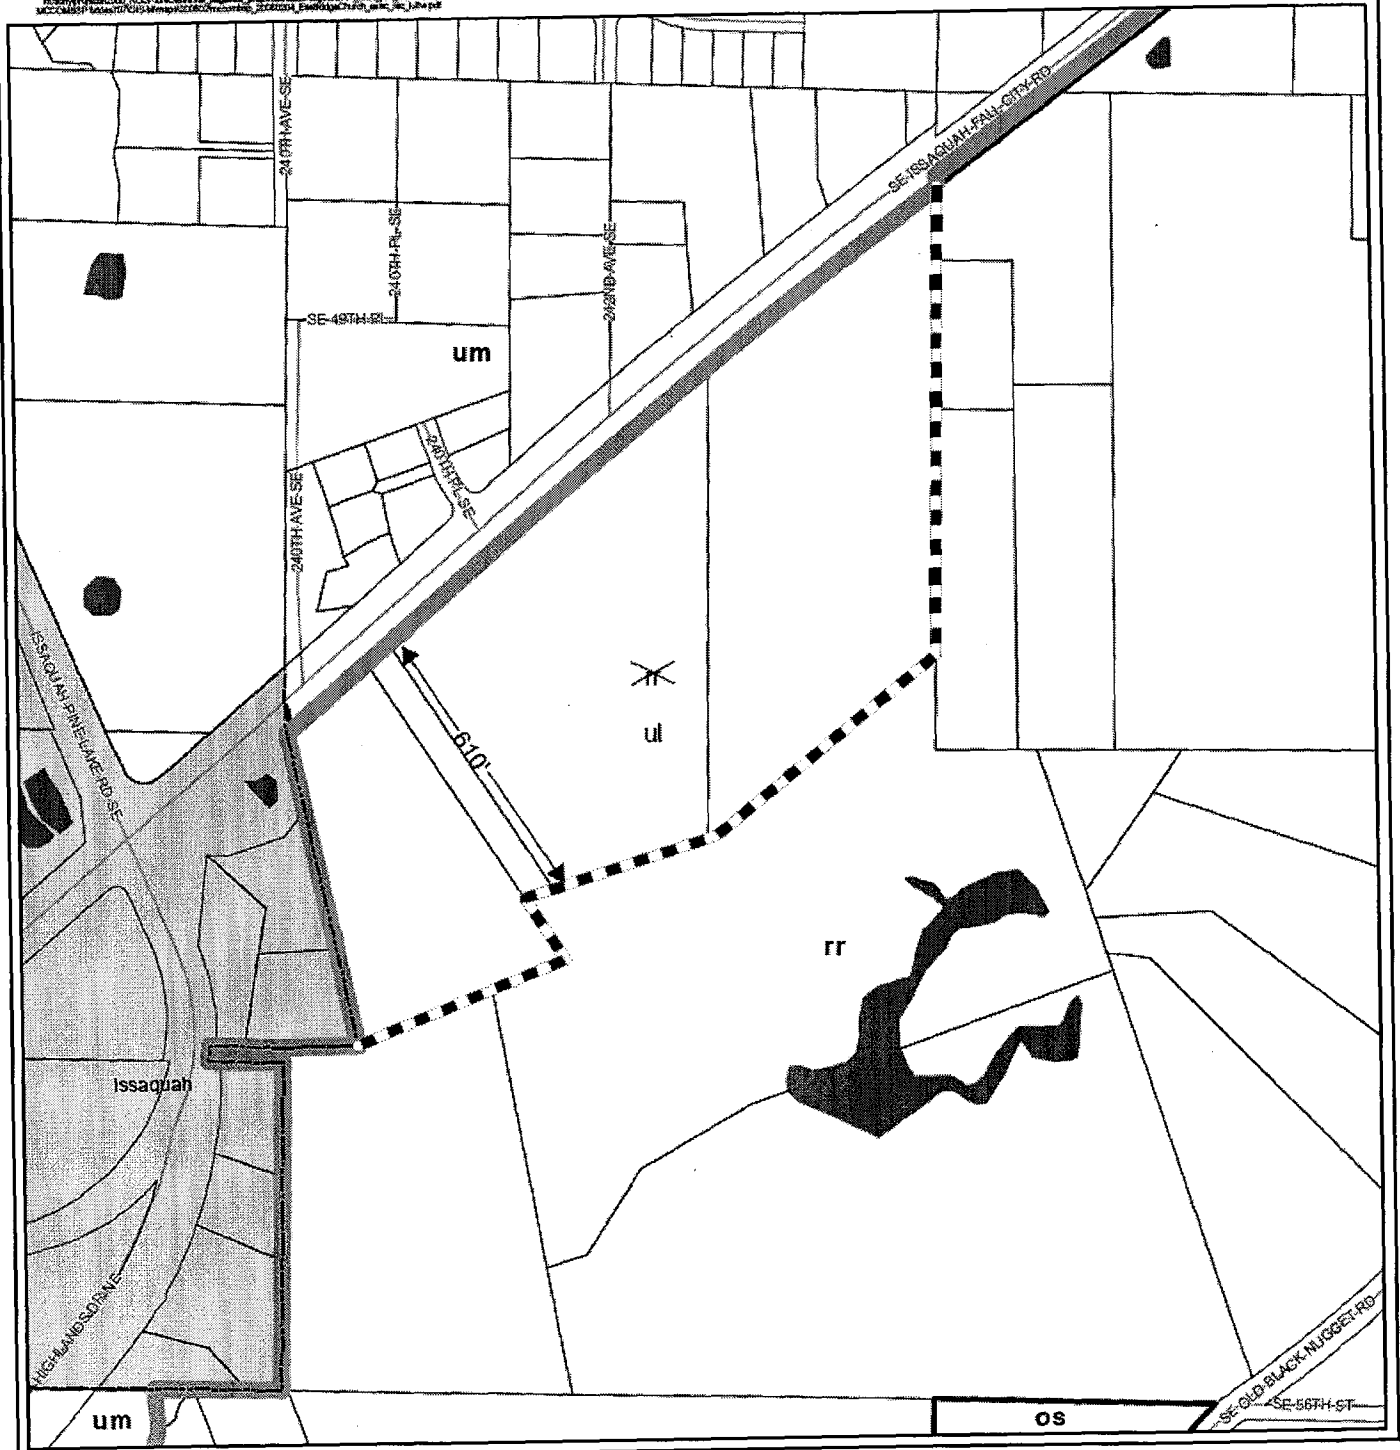 240TH-AVE-SE
SE-ISSAQUAH-FALL-CITY-RD
240TH-PL-SE
242ND-AVE-SE
SE-49TH-PL
um
240TH-PL-SE
240TH-AVE-SE
ISSAQUAH-PINE-LAKE-RD-SE
rr
ul
610'
rr
Issaquah
HIGHLANDS-DR-NE
SE-OLD-BLACK-NUGGET-RD
um
os
SE-56TH-ST